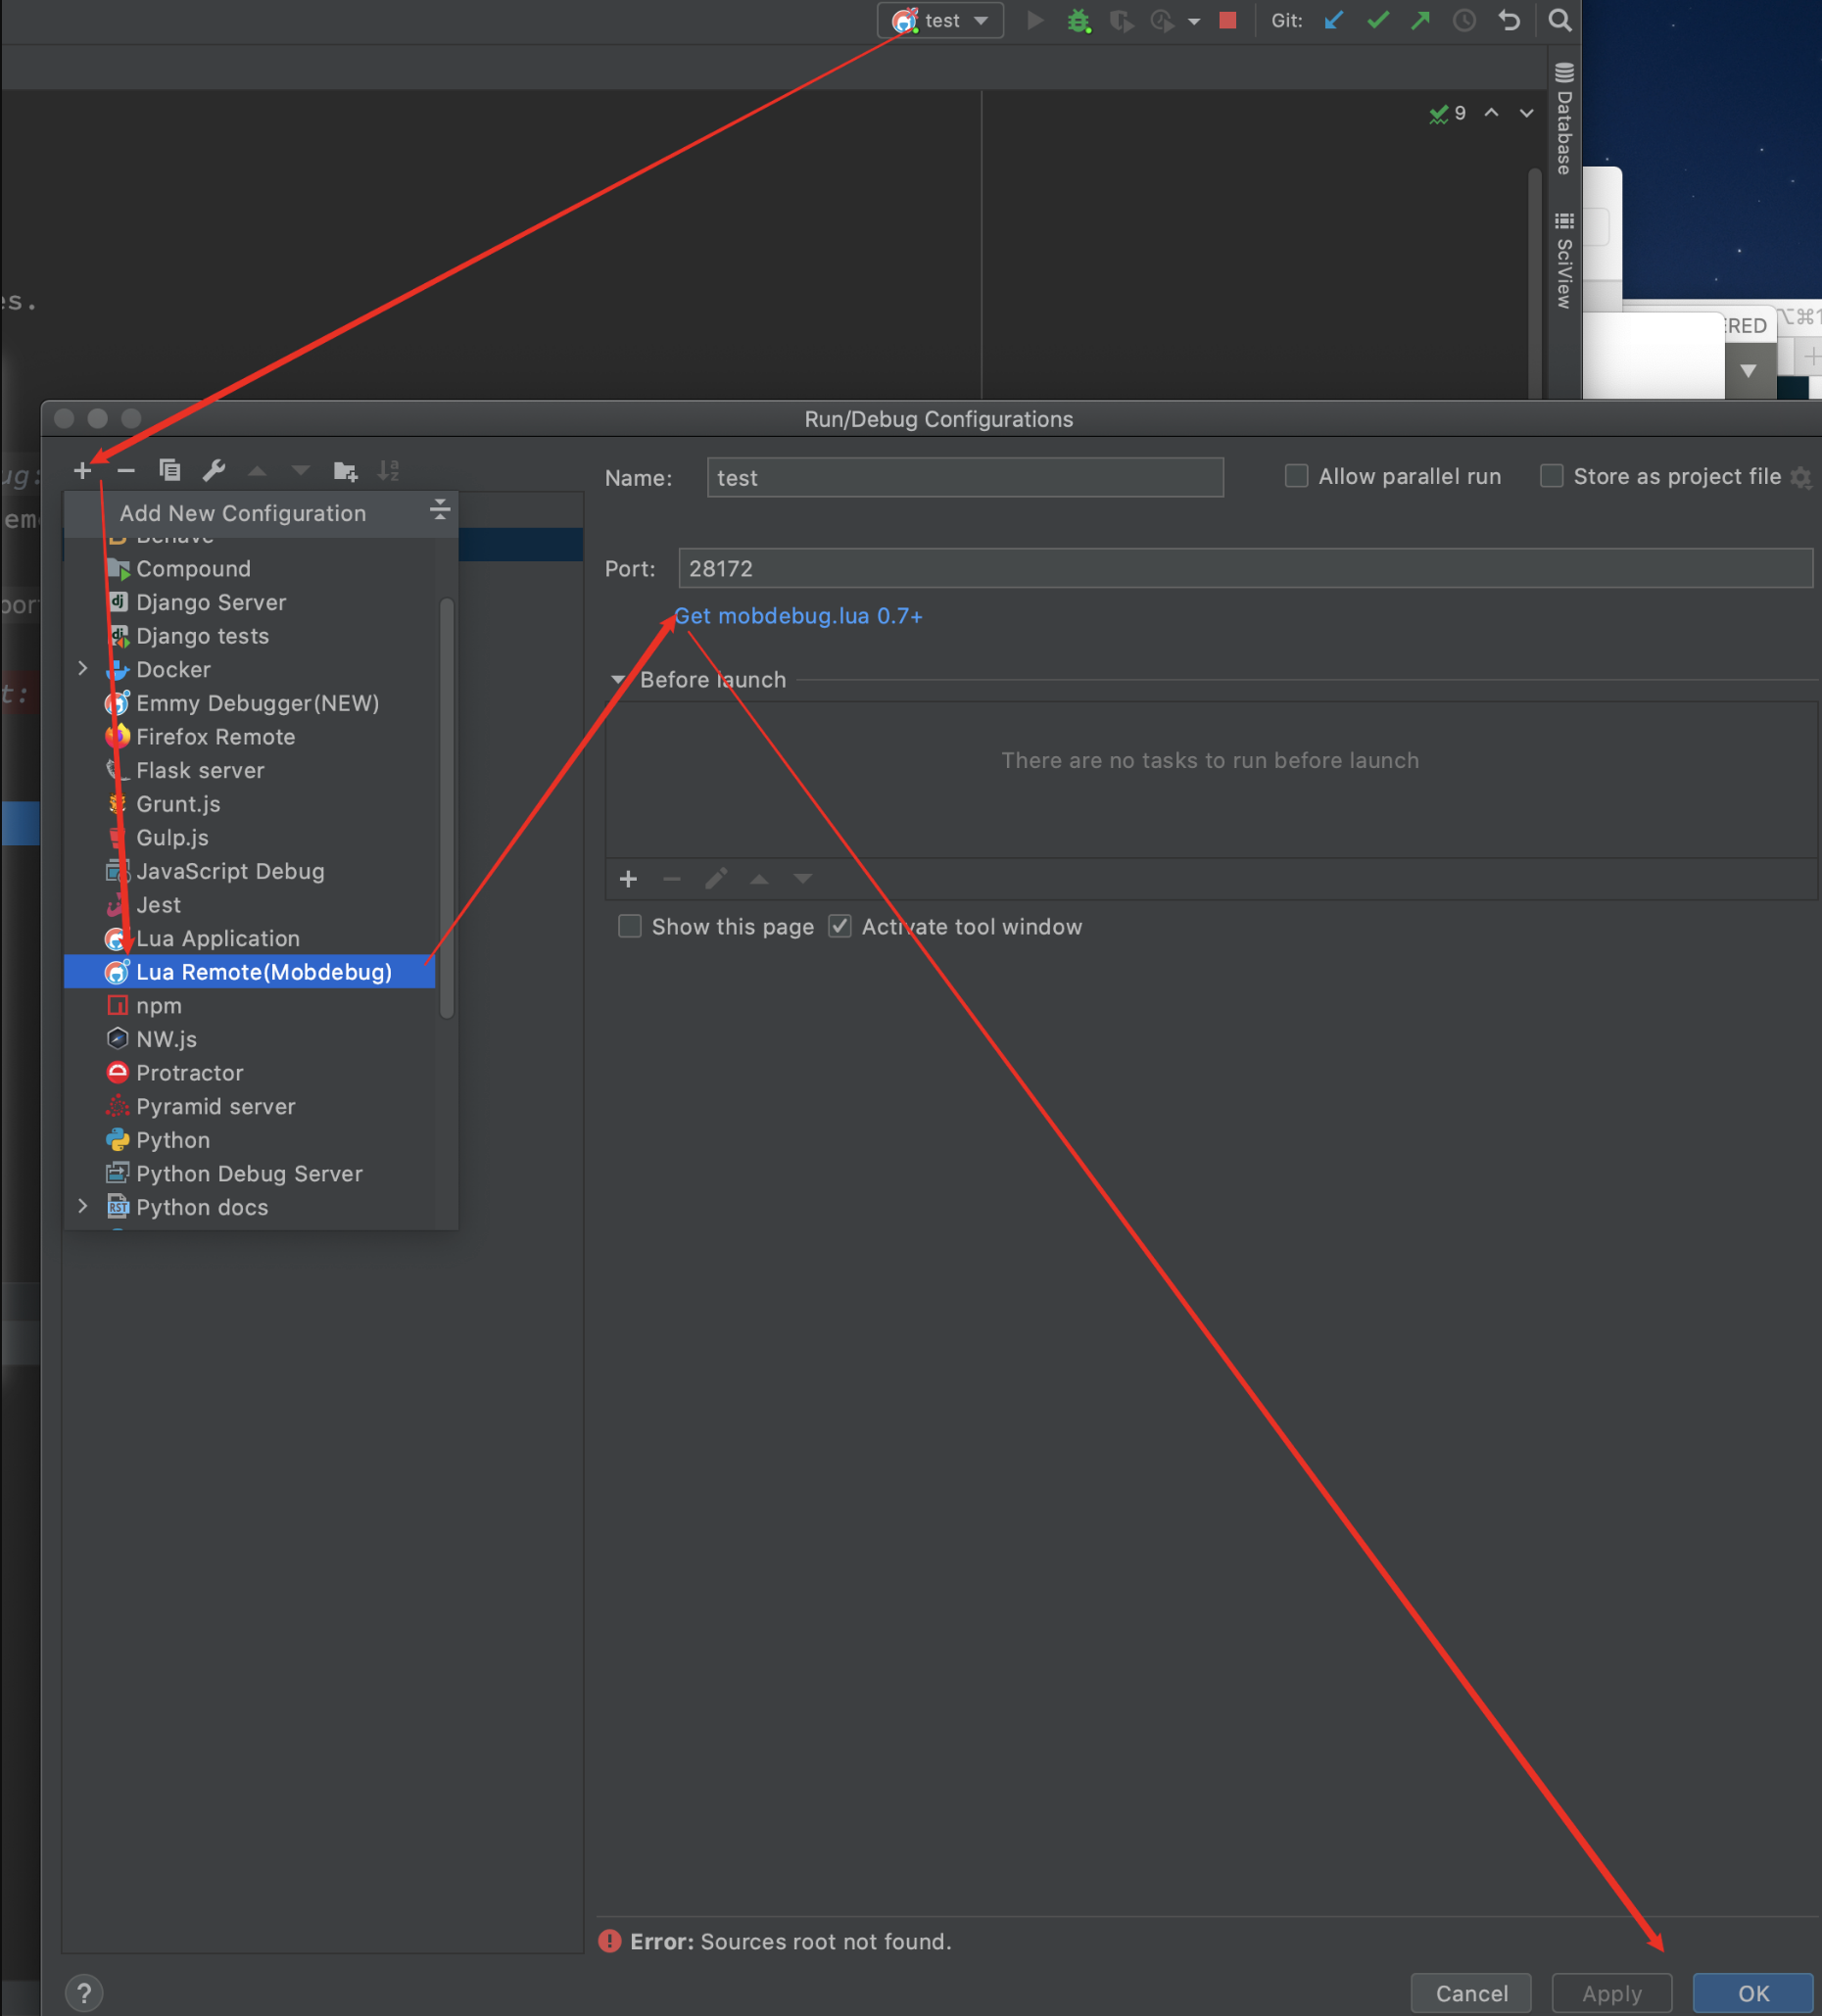 test
Git:
9
Database
SciView
es.
ERED
⌥⌘1
Run/Debug Configurations
ug:
Name:
test
Allow parallel run
Store as project file
Add New Configuration
Behave
Compound
Port:
28172
Django Server
Get mobdebug.lua 0.7+
Django tests
Docker
Before launch
t:
Emmy Debugger(NEW)
Firefox Remote
There are no tasks to run before launch
Flask server
Grunt.js
Gulp.js
JavaScript Debug
Jest
Show this page
Activate tool window
Lua Application
Lua Remote(Mobdebug)
npm
NW.js
Protractor
Pyramid server
Python
Python Debug Server
Python docs
Error: Sources root not found.
?
Cancel
Apply
OK